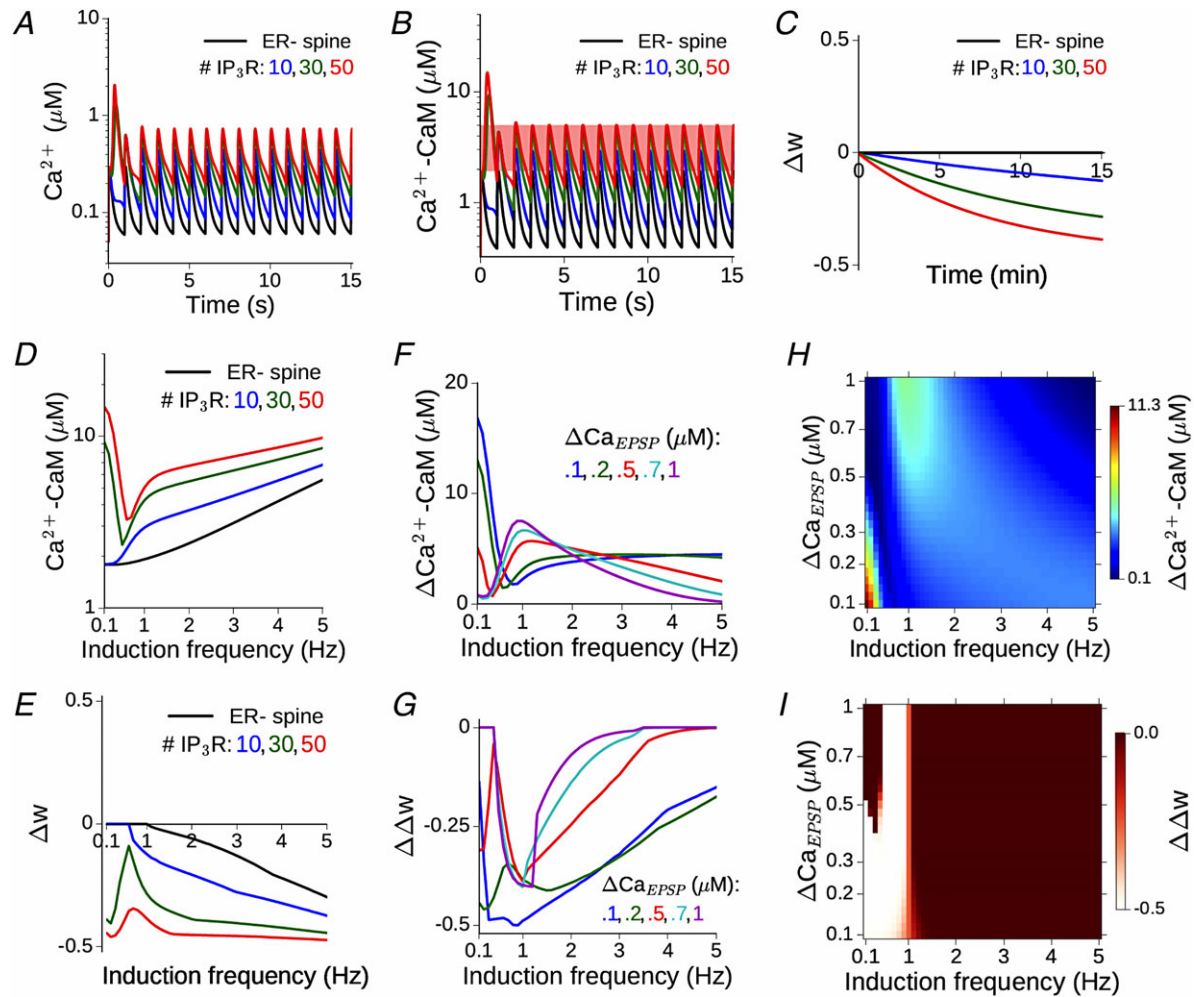 A
Ca2+ (μM)
10
1
0.1
ER- spine
# IP3R: 10, 30, 50
0
5
10
15
Time (s)
B
Ca2+ -CaM (μM)
10
1
ER- spine
# IP3R: 10, 30, 50
0
5
10
15
Time (s)
C
Δw
0.5
0
-0.5
ER- spine
# IP3R: 10, 30, 50
0
5
10
15
Time (min)
D
Ca2+ -CaM (μM)
10
1
ER- spine
# IP3R: 10, 30, 50
0.1
1
2
3
4
5
Induction frequency (Hz)
F
ΔCa2+ -CaM (μM)
20
10
0
ΔCaEPSP (μM):
.1, .2, .5, .7, 1
0.1
1
2
3
4
5
Induction frequency (Hz)
H
ΔCaEPSP (μM)
1
0.7
0.5
0.3
0.2
0.1
0.1
1
2
3
4
5
Induction frequency (Hz)
11.3
0.1
ΔCa2+ -CaM (μM)
E
Δw
0.5
0
-0.5
ER- spine
# IP3R: 10, 30, 50
0.1
1
2
3
4
5
Induction frequency (Hz)
G
ΔΔw
0
-0.25
-0.5
ΔCaEPSP (μM):
.1, .2, .5, .7, 1
0.1
1
2
3
4
5
Induction frequency (Hz)
I
ΔCaEPSP (μM)
1
0.7
0.5
0.3
0.2
0.1
0.1
1
2
3
4
5
Induction frequency (Hz)
0.0
-0.5
ΔΔw